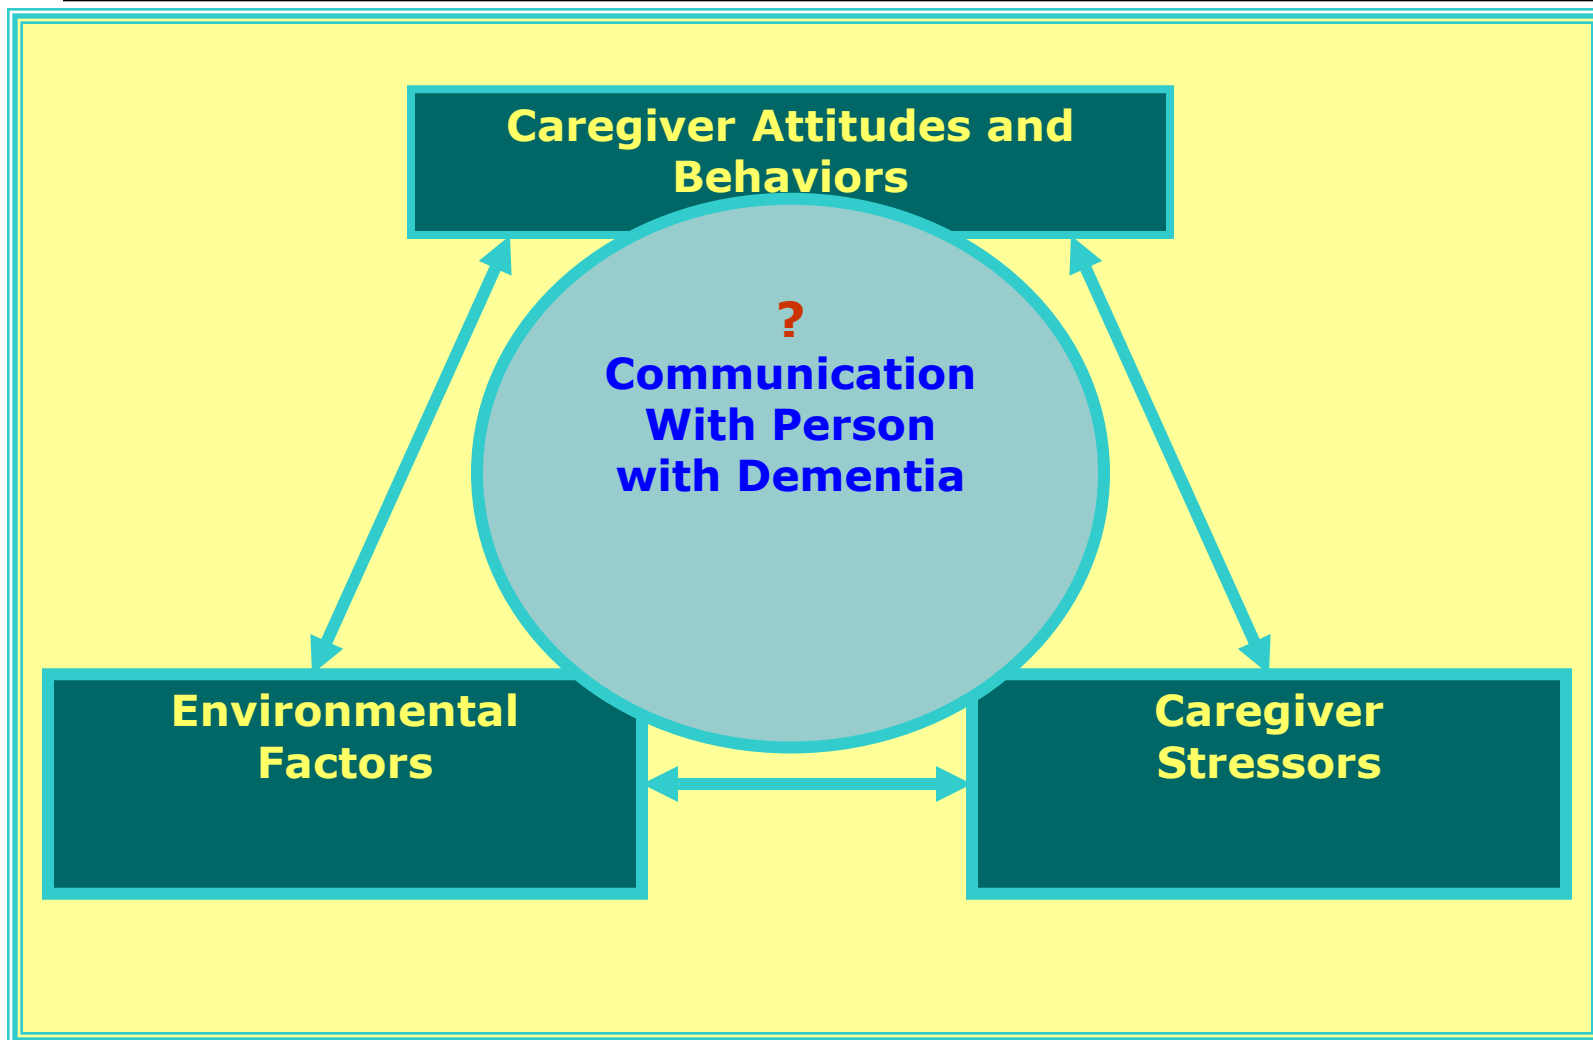 Caregiver Attitudes and
Behaviors
?
Communication
With Person
with Dementia
Environmental
Factors
Caregiver
Stressors